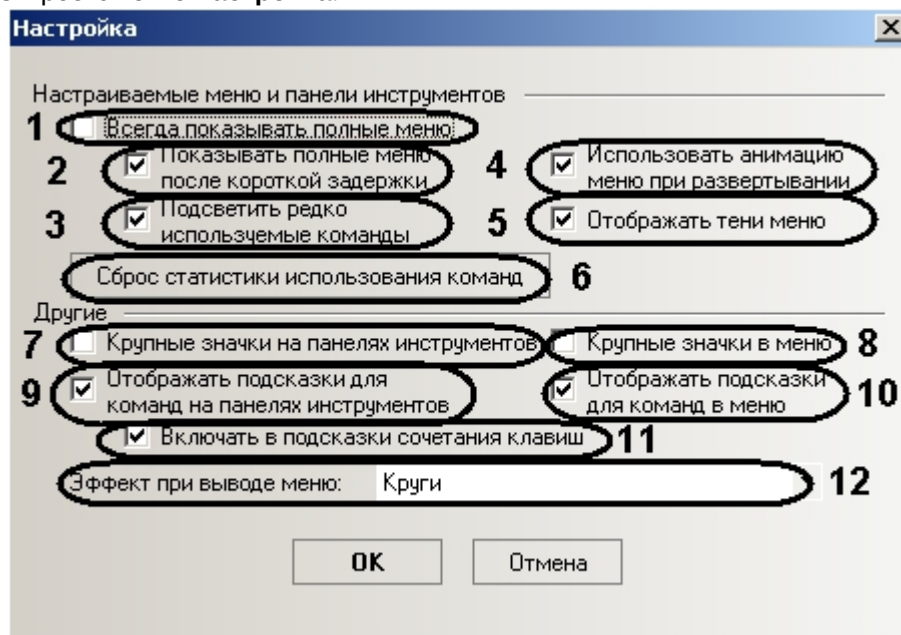 Настройка
Настраиваемые меню и панели инструментов
1 Всегда показывать полные меню
2 Показывать полные меню
после короткой задержки
4 Использовать анимацию
меню при развертывании
3 Подсветить редко
используемые команды
5 Отображать тени меню
Сброс статистики использования команд 6
Другие
7 Крупные значки на панелях инструментов
Крупные значки в меню 8
9 Отображать подсказки для
команд на панелях инструментов
Отображать подсказки
для команд в меню 10
Включать в подсказки сочетания клавиш 11
Эффект при выводе меню: Круги 12
OK Отмена